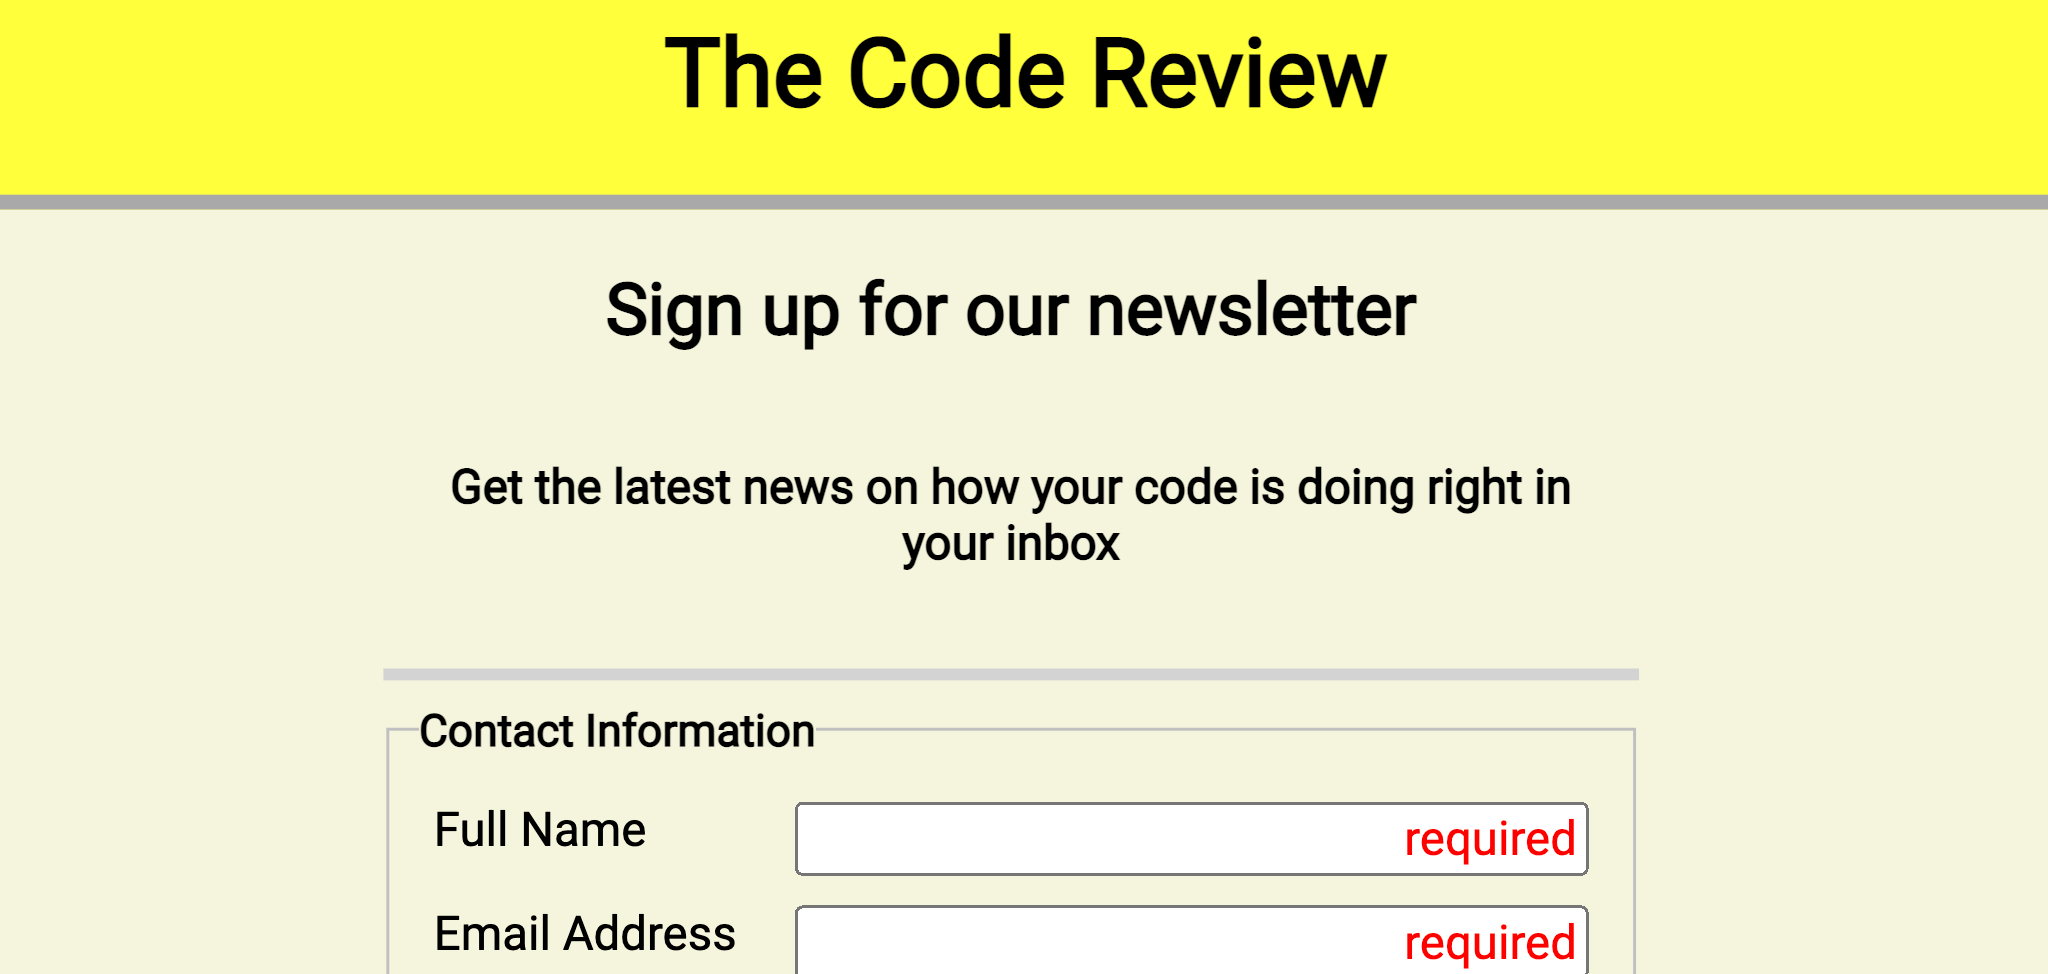 The Code Review
Sign up for our newsletter
Get the latest news on how your code is doing right in
your inbox
Contact Information
Full Name
required
Email Address
required